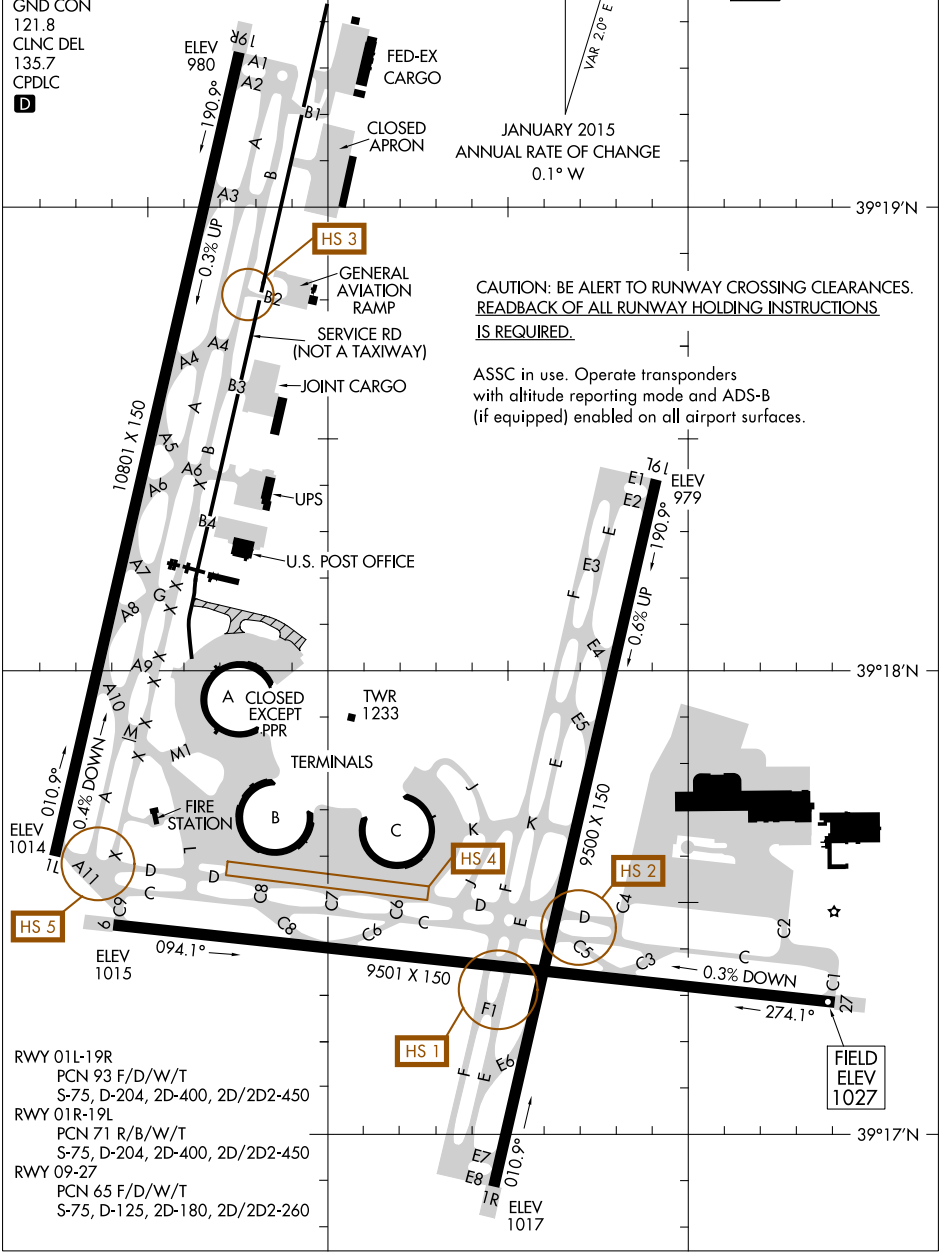 GND CON
121.8
CLNC DEL
135.7
CPDLC
D
VAR 2.0° E
JANUARY 2015
ANNUAL RATE OF CHANGE
0.1° W
19R
ELEV
980
A1
A2
190.9°
FED-EX
CARGO
B1
CLOSED
APRON
A
B
A3
39°19'N
0.3% UP
HS 3
GENERAL
AVIATION
RAMP
B2
CAUTION: BE ALERT TO RUNWAY CROSSING CLEARANCES.
READBACK OF ALL RUNWAY HOLDING INSTRUCTIONS
IS REQUIRED.
SERVICE RD
(NOT A TAXIWAY)
A4
A4
B3
JOINT CARGO
ASSC in use. Operate transponders
with altitude reporting mode and ADS-B
(if equipped) enabled on all airport surfaces.
10801 X 150
A
B
A5
A6
A6
X
UPS
B4
U.S. POST OFFICE
19L
ELEV
979
E1
E2
190.9°
E
E3
F
0.6% UP
E4
A7
X
G
X
A8
A9
X
X
39°18'N
A10
A
CLOSED
EXCEPT
PPR
TWR
1233
X
M
X
M1
E5
E
TERMINALS
010.9°
0.4% DOWN
A
FIRE
STATION
B
C
J
K
K
9500 X 150
ELEV
1014
1L
A11
X
D
C
L
D
HS 4
HS 2
HS 5
C9
9
C8
C8
C7
C6
C6
C
J
D
F
E
D
C4
C5
C3
C
C2
C1
27
ELEV
1015
094.1°
9501 X 150
0.3% DOWN
274.1°
HS 1
F1
F
E
E6
FIELD
ELEV
1027
RWY 01L-19R
PCN 93 F/D/W/T
S-75, D-204, 2D-400, 2D/2D2-450
RWY 01R-19L
PCN 71 R/B/W/T
S-75, D-204, 2D-400, 2D/2D2-450
RWY 09-27
PCN 65 F/D/W/T
S-75, D-125, 2D-180, 2D/2D2-260
39°17'N
E7
E8
010.9°
1R
ELEV
1017